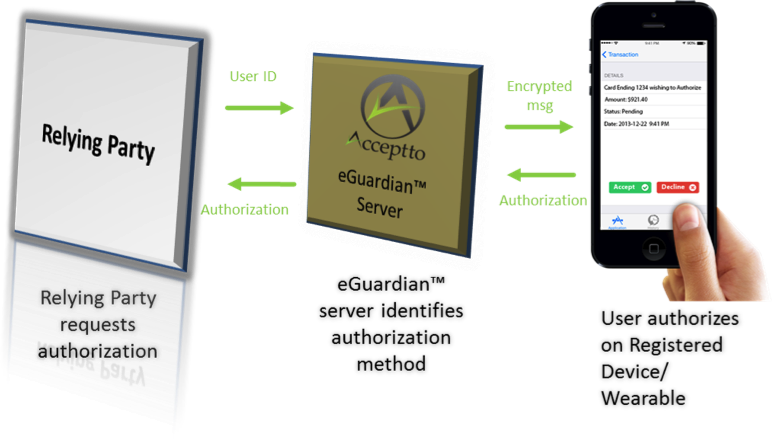 Relying Party
User ID
Authorization
Acceptto
eGuardian™
Server
Encrypted
msg
Authorization
9:41 PM
60%
Transaction
DETAILS
Card Ending 1234 wishing to Authorize
Amount: $921.40
Status: Pending
Date: 2013-12-22 9:41 PM
Accept
Decline
Application
Relying Party
requests
authorization
eGuardian™
server identifies
authorization
method
User authorizes
on Registered
Device/
Wearable